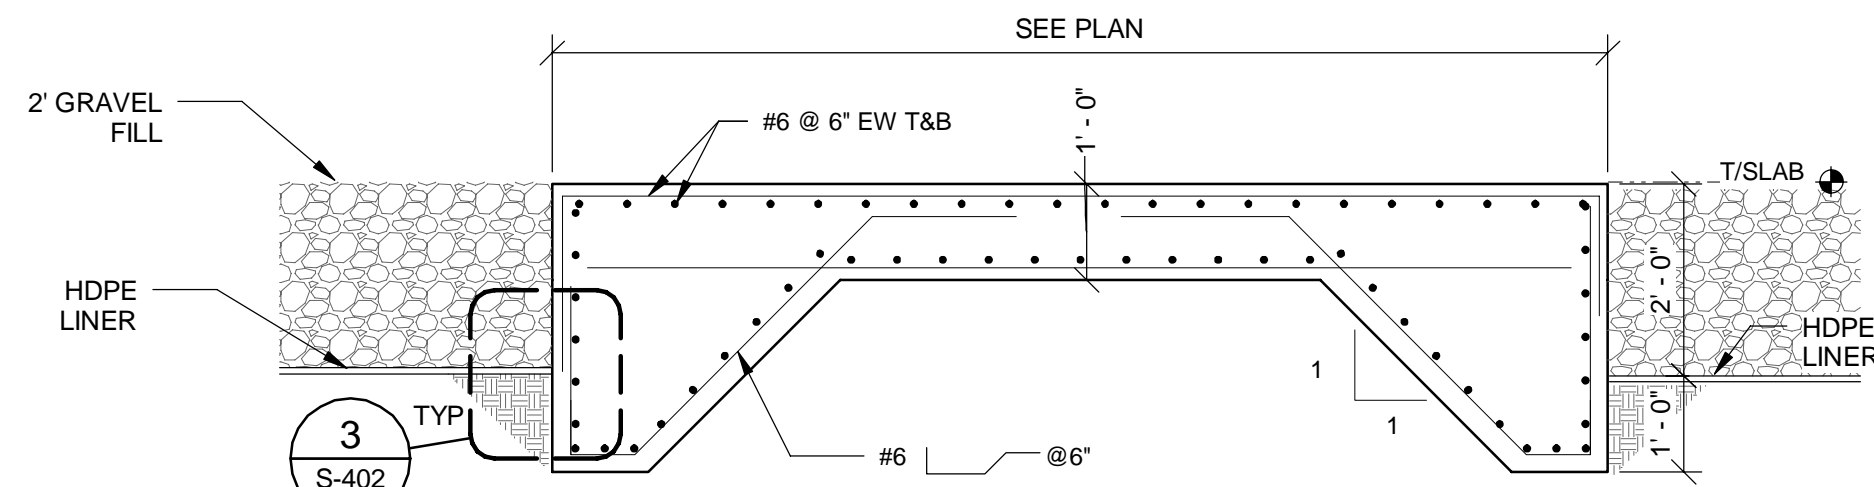 SEE PLAN
2' GRAVEL
FILL
#6 @ 6" EW T&B
1' - 0"
T/SLAB
HDPE
LINER
2' - 0"
HDPE
LINER
1
1
1' - 0"
TYP
3
S-402
#6
@6"